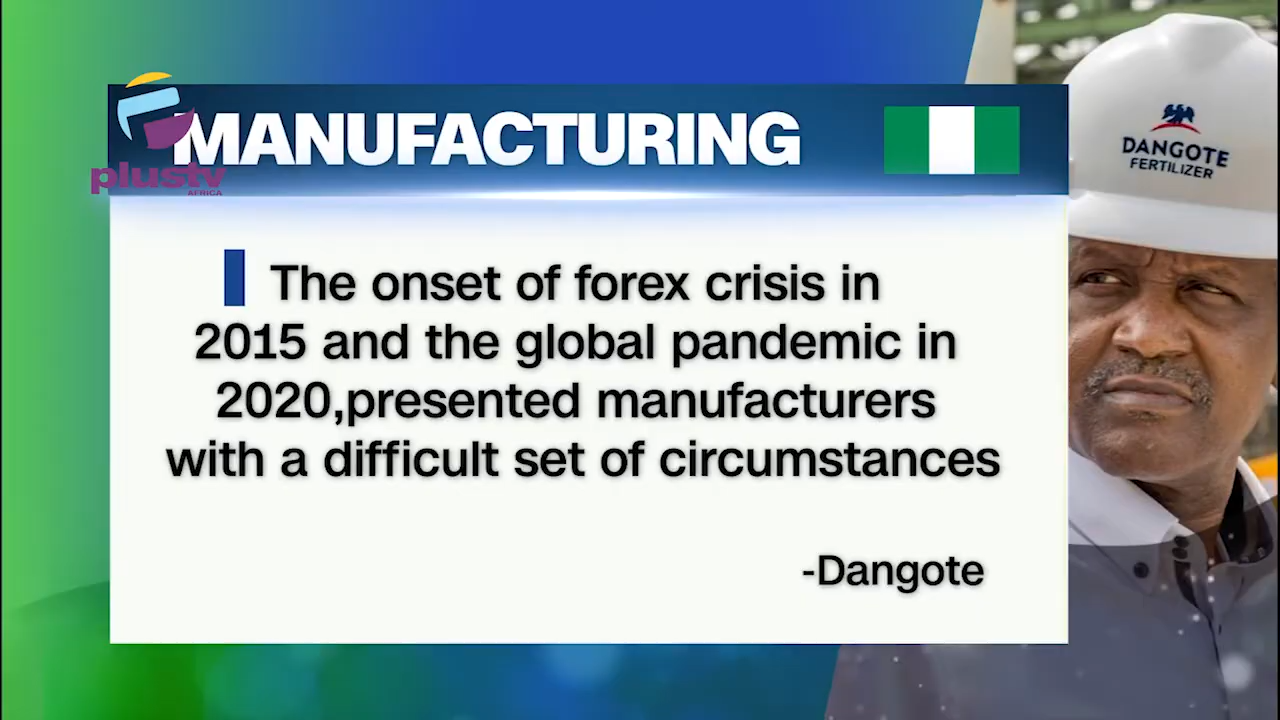 MANUFACTURING
plustv
AFRICA
The onset of forex crisis in
2015 and the global pandemic in
2020,presented manufacturers
with a difficult set of circumstances
-Dangote
DANGOTE
FERTILIZER